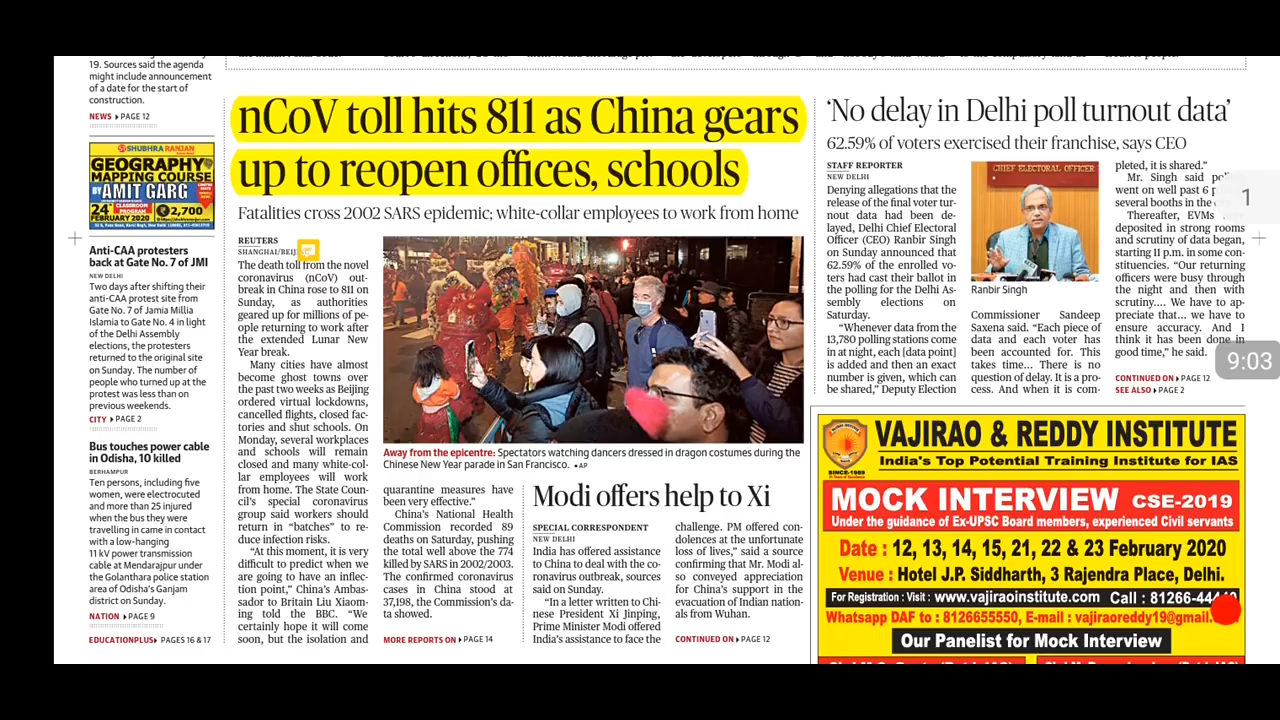 19. Sources said the agenda
might include announcement
of a date for the start of
construction.
NEWS PAGE 12
SHUBHRA RANJAN
GEOGRAPHY
MAPPING COURSE
BY AMIT GARG
24th
FEBRUARY 2020
CLASSROOM
PROGRAM
₹2,700
Anti-CAA protesters
back at Gate No. 7 of JMI
NEW DELHI
Two days after shifting their
anti-CAA protest site from
Gate No. 7 of Jamia Millia
Islamia to Gate No. 4 in light
of the Delhi Assembly
elections, the protesters
returned to the original site
on Sunday. The number of
people who turned up at the
protest was less than on
previous weekends.
CITY PAGE 2
Bus touches power cable
in Odisha, 10 killed
BERHAMPUR
Ten persons, including five
women, were electrocuted
and more than 25 injured
when the bus they were
travelling in came in contact
with a low-hanging
11 kV power transmission
cable at Mendarajpur under
the Golanthara police station
area of Odisha's Ganjam
district on Sunday.
NATION PAGE 9
EDUCATIONPLUS PAGES 16 & 17
nCoV toll hits 811 as China gears
up to reopen offices, schools
Fatalities cross 2002 SARS epidemic; white-collar employees to work from home
REUTERS
SHANGHAI/BEIJ
The death toll from the novel
coronavirus (nCoV) out-
break in China rose to 811 on
Sunday, as authorities
geared up for millions of pe-
ople returning to work after
the extended Lunar New
Year break.
Many cities have almost
become ghost towns over
the past two weeks as Beijing
ordered virtual lockdowns,
cancelled flights, closed fac-
tories and shut schools. On
Monday, several workplaces
and schools will remain
closed and many white-col-
lar employees will work
from home. The State Coun-
cil's special coronavirus
group said workers should
return in “batches” to re-
duce infection risks.
“At this moment, it is very
difficult to predict when we
are going to have an inflec-
tion point,” China's Ambas-
sador to Britain Liu Xiaom-
ing told the BBC. “We
certainly hope it will come
soon, but the isolation and
Away from the epicentre: Spectators watching dancers dressed in dragon costumes during the
Chinese New Year parade in San Francisco. •AP
quarantine measures have
been very effective.”
China's National Health
Commission recorded 89
deaths on Saturday, pushing
the total well above the 774
killed by SARS in 2002/2003.
The confirmed coronavirus
cases in China stood at
37,198, the Commission's da-
ta showed.
MORE REPORTS ON PAGE 14
Modi offers help to Xi
SPECIAL CORRESPONDENT
NEW DELHI
India has offered assistance
to China to deal with the co-
ronavirus outbreak, sources
said on Sunday.
“In a letter written to Chi-
nese President Xi Jinping,
Prime Minister Modi offered
India's assistance to face the
challenge. PM offered con-
dolences at the unfortunate
loss of lives,” said a source
confirming that Mr. Modi al-
so conveyed appreciation
for China's support in the
evacuation of Indian nation-
als from Wuhan.
CONTINUED ON PAGE 12
‘No delay in Delhi poll turnout data’
62.59% of voters exercised their franchise, says CEO
STAFF REPORTER
NEW DELHI
Denying allegations that the
release of the final voter tur-
nout data had been de-
layed, Delhi Chief Electoral
Officer (CEO) Ranbir Singh
on Sunday announced that
62.59% of the enrolled vo-
ters had cast their ballot in
the polling for the Delhi As-
sembly elections on
Saturday.
“Whenever data from the
13,780 polling stations come
in at night, each [data point]
is added and then an exact
number is given, which can
be shared,” Deputy Election
CHIEF ELECTORAL OFFICER
Ranbir Singh
Commissioner Sandeep
Saxena said. “Each piece of
data and each voter has
been accounted for. This
takes time... There is no
question of delay. It is a pro-
cess. And when it is com-
pleted, it is shared.”
Mr. Singh said
went on well past 6
several booths in the
Thereafter, EVMs
deposited in strong rooms
and scrutiny of data began,
starting 11 p.m. in some con-
stituencies. “Our returning
officers were busy through
the night and then with
scrutiny.... We have to ap-
preciate that... we have to
ensure accuracy. And I
think it has been done in
good time,” he said.
CONTINUED ON PAGE 12
SEE ALSO PAGE 2
1
9:03
SINCE-1989
VAJIRAO & REDDY INSTITUTE
India's Top Potential Training Institute for IAS
MOCK INTERVIEW CSE-2019
Under the guidance of Ex-UPSC Board members, experienced Civil servants
Date : 12, 13, 14, 15, 21, 22 & 23 February 2020
Venue : Hotel J.P. Siddharth, 3 Rajendra Place, Delhi.
For Registration : Visit : www.vajiraoinstitute.com Call : 81266-44
Whatsapp DAF to : 8126655550, E-mail : vajiraoreddy19@gmail.
Our Panelist for Mock Interview